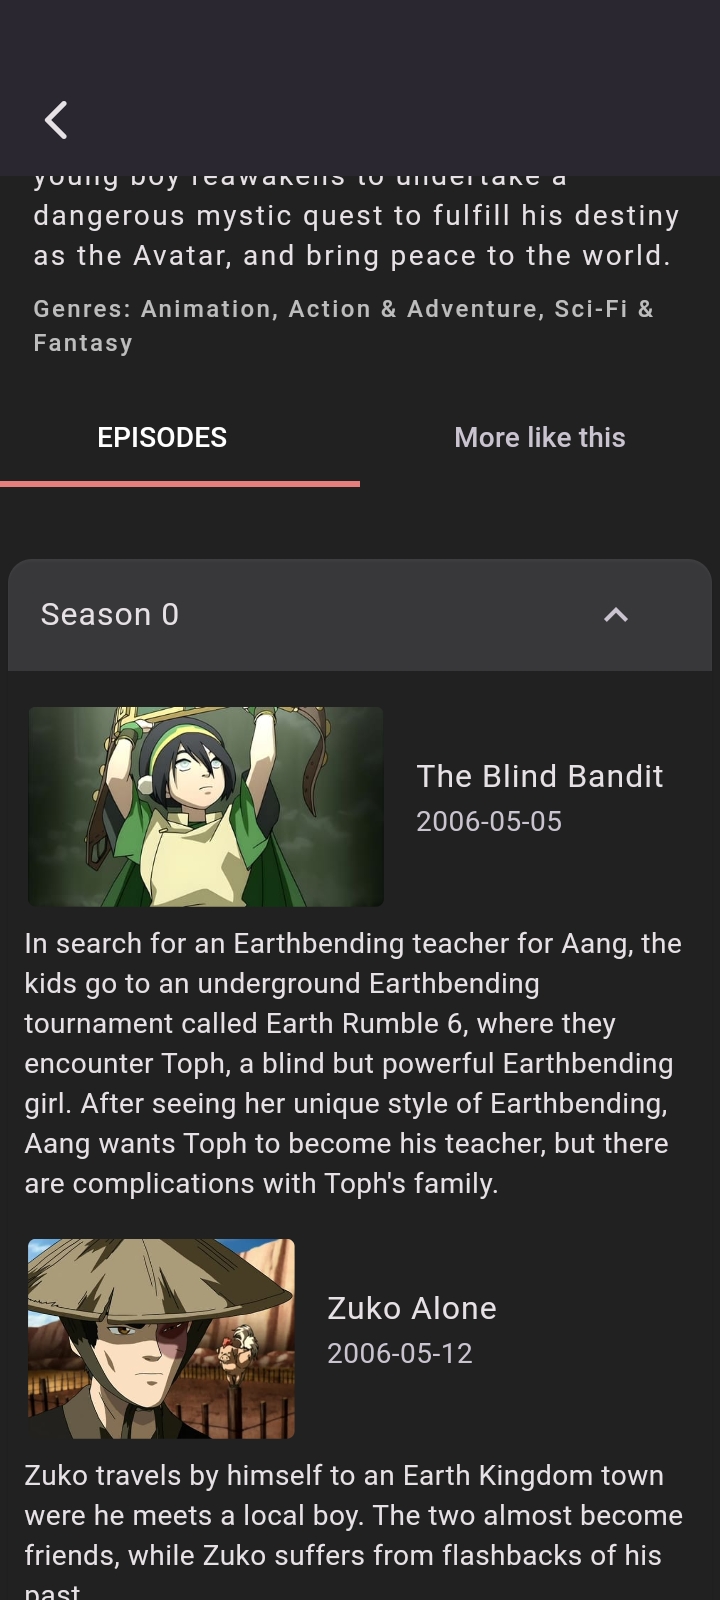 young boy reawakens to undertake a
dangerous mystic quest to fulfill his destiny
as the Avatar, and bring peace to the world.
Genres: Animation, Action & Adventure, Sci-Fi &
Fantasy
EPISODES
More like this
Season 0
The Blind Bandit
2006-05-05
In search for an Earthbending teacher for Aang, the
kids go to an underground Earthbending
tournament called Earth Rumble 6, where they
encounter Toph, a blind but powerful Earthbending
girl. After seeing her unique style of Earthbending,
Aang wants Toph to become his teacher, but there
are complications with Toph's family.
Zuko Alone
2006-05-12
Zuko travels by himself to an Earth Kingdom town
were he meets a local boy. The two almost become
friends, while Zuko suffers from flashbacks of his
past